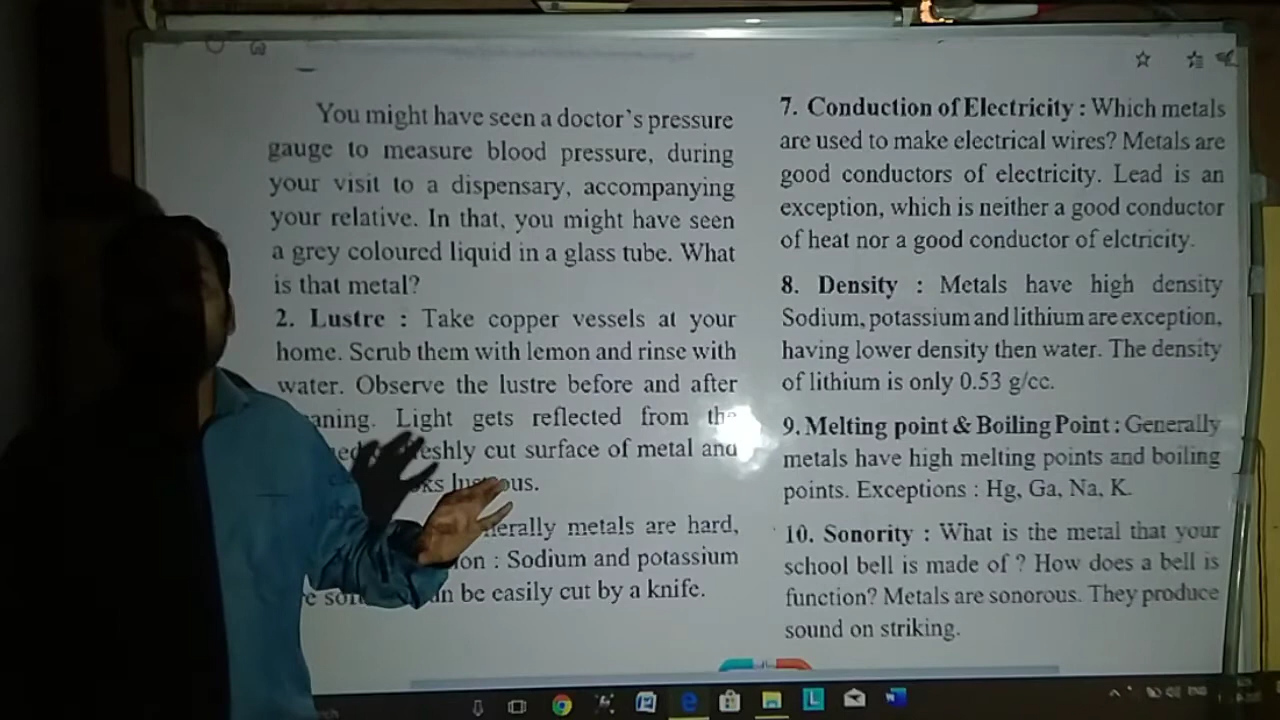 You might have seen a doctor's pressure
gauge to measure blood pressure, during
your visit to a dispensary, accompanying
your relative. In that, you might have seen
a grey coloured liquid in a glass tube. What
is that metal?
2. Lustre : Take copper vessels at your
home. Scrub them with lemon and rinse with
water. Observe the lustre before and after
Light gets reflected from
cut surface of metal and
metals are hard,
: Sodium and potassium
be easily cut by a knife.
7. Conduction of Electricity : Which metals
are used to make electrical wires? Metals are
good conductors of electricity. Lead is an
exception, which is neither a good conductor
of heat nor a good conductor of elctricity.
8. Density : Metals have high density
Sodium, potassium and lithium are exception,
having lower density then water. The density
of lithium is only 0.53 g/cc.
9. Melting point & Boiling Point : Generally
metals have high melting points and boiling
points. Exceptions : Hg, Ga, Na, K.
10. Sonority : What is the metal that your
school bell is made of ? How does a bell is
function? Metals are sonorous. They produce
sound on striking.